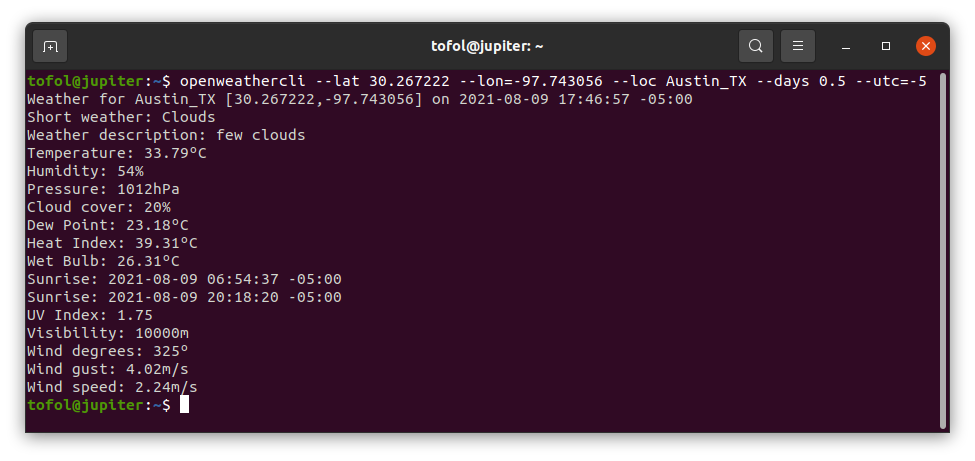 tofol@jupiter: ~
tofol@jupiter:~$ openweathercli --lat 30.267222 --lon=-97.743056 --loc Austin_TX --days 0.5 --utc=-5
Weather for Austin_TX [30.267222,-97.743056] on 2021-08-09 17:46:57 -05:00
Short weather: Clouds
Weather description: few clouds
Temperature: 33.79ºC
Humidity: 54%
Pressure: 1012hPa
Cloud cover: 20%
Dew Point: 23.18ºC
Heat Index: 39.31ºC
Wet Bulb: 26.31ºC
Sunrise: 2021-08-09 06:54:37 -05:00
Sunrise: 2021-08-09 20:18:20 -05:00
UV Index: 1.75
Visibility: 10000m
Wind degrees: 325º
Wind gust: 4.02m/s
Wind speed: 2.24m/s
tofol@jupiter:~$